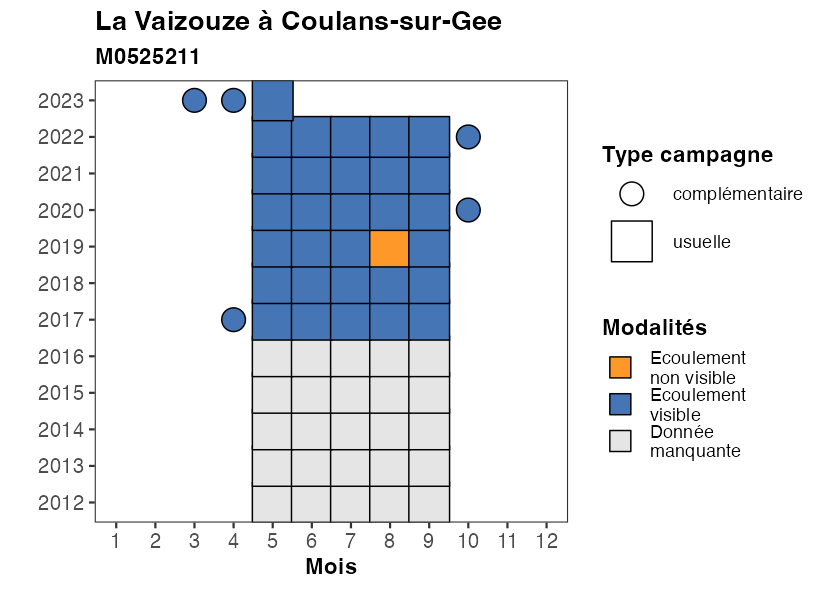 La Vaizouze à Coulans-sur-Gee
M0525211
2023
2022
2021
2020
2019
2018
2017
2016
2015
2014
2013
2012
1 2 3 4 5 6 7 8 9 10 11 12
Mois
Type campagne
complémentaire
usuelle
Modalités
Ecoulement
non visible
Ecoulement
visible
Donnée
manquante